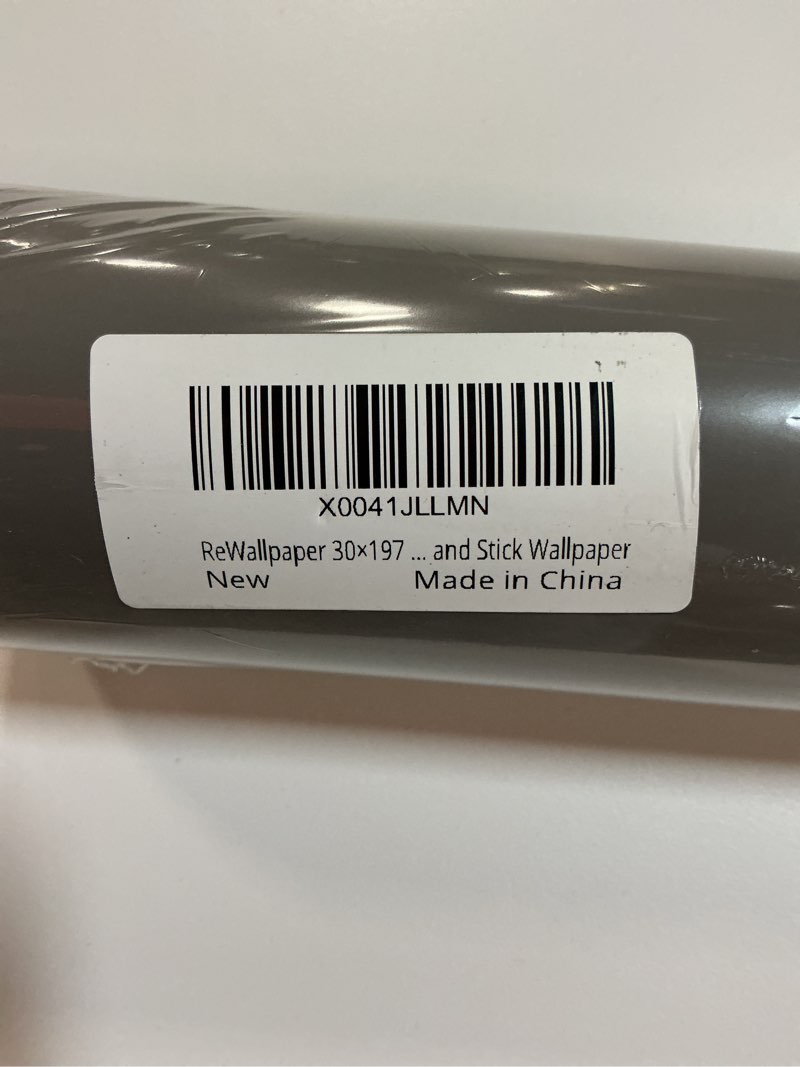 X0041JLLMN
ReWallpaper 30×197 ... and Stick Wallpaper
New Made in China